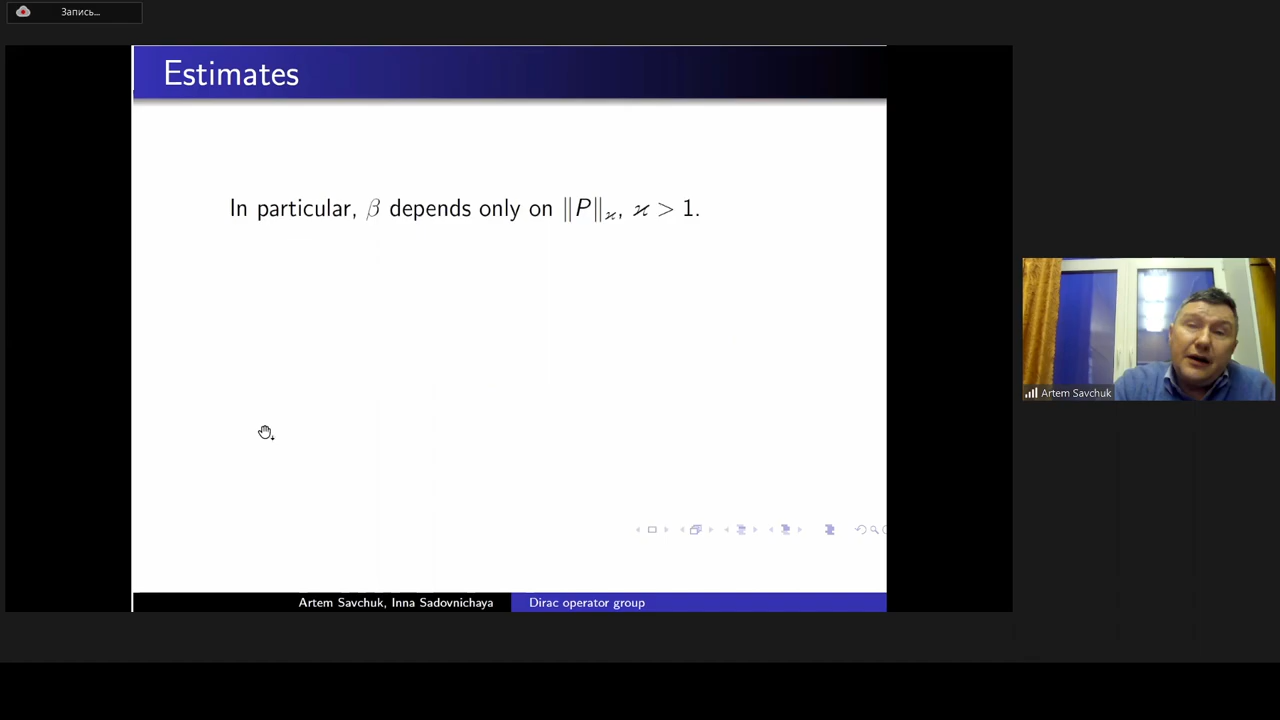 Запись...
Estimates
In particular, β depends only on ‖P‖ϰ, ϰ > 1.
Artem Savchuk
Artem Savchuk, Inna Sadovnichaya Dirac operator group